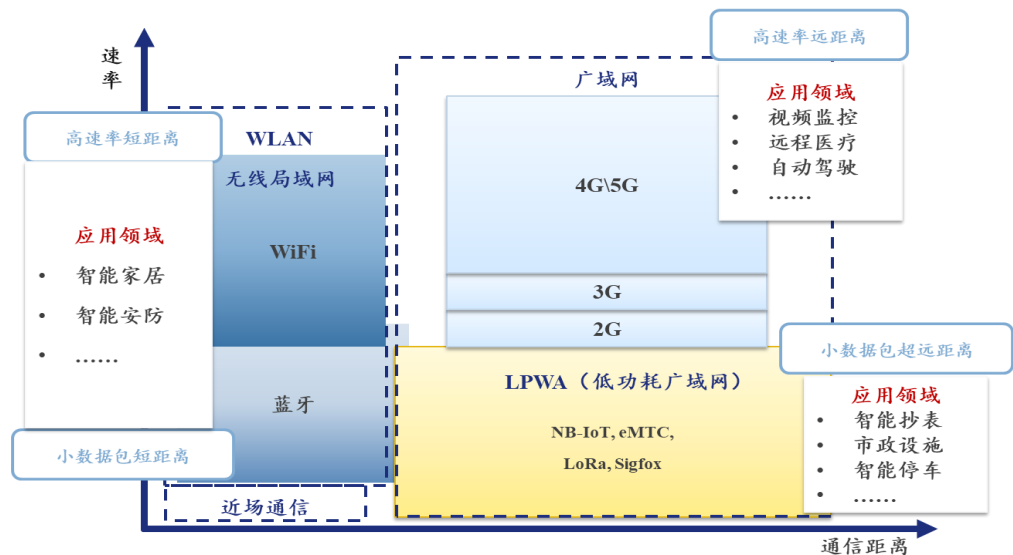 速
率
高速率短距离
应用领域
• 智能家居
• 智能安防
• ……
小数据包短距离
WLAN
无线局域网
WiFi
蓝牙
近场通信
广域网
4G\5G
3G
2G
LPWA（低功耗广域网）
NB-IoT, eMTC,
LoRa, Sigfox
高速率远距离
应用领域
• 视频监控
• 远程医疗
• 自动驾驶
• ……
小数据包超远距离
应用领域
• 智能抄表
• 市政设施
• 智能停车
• ……
通信距离